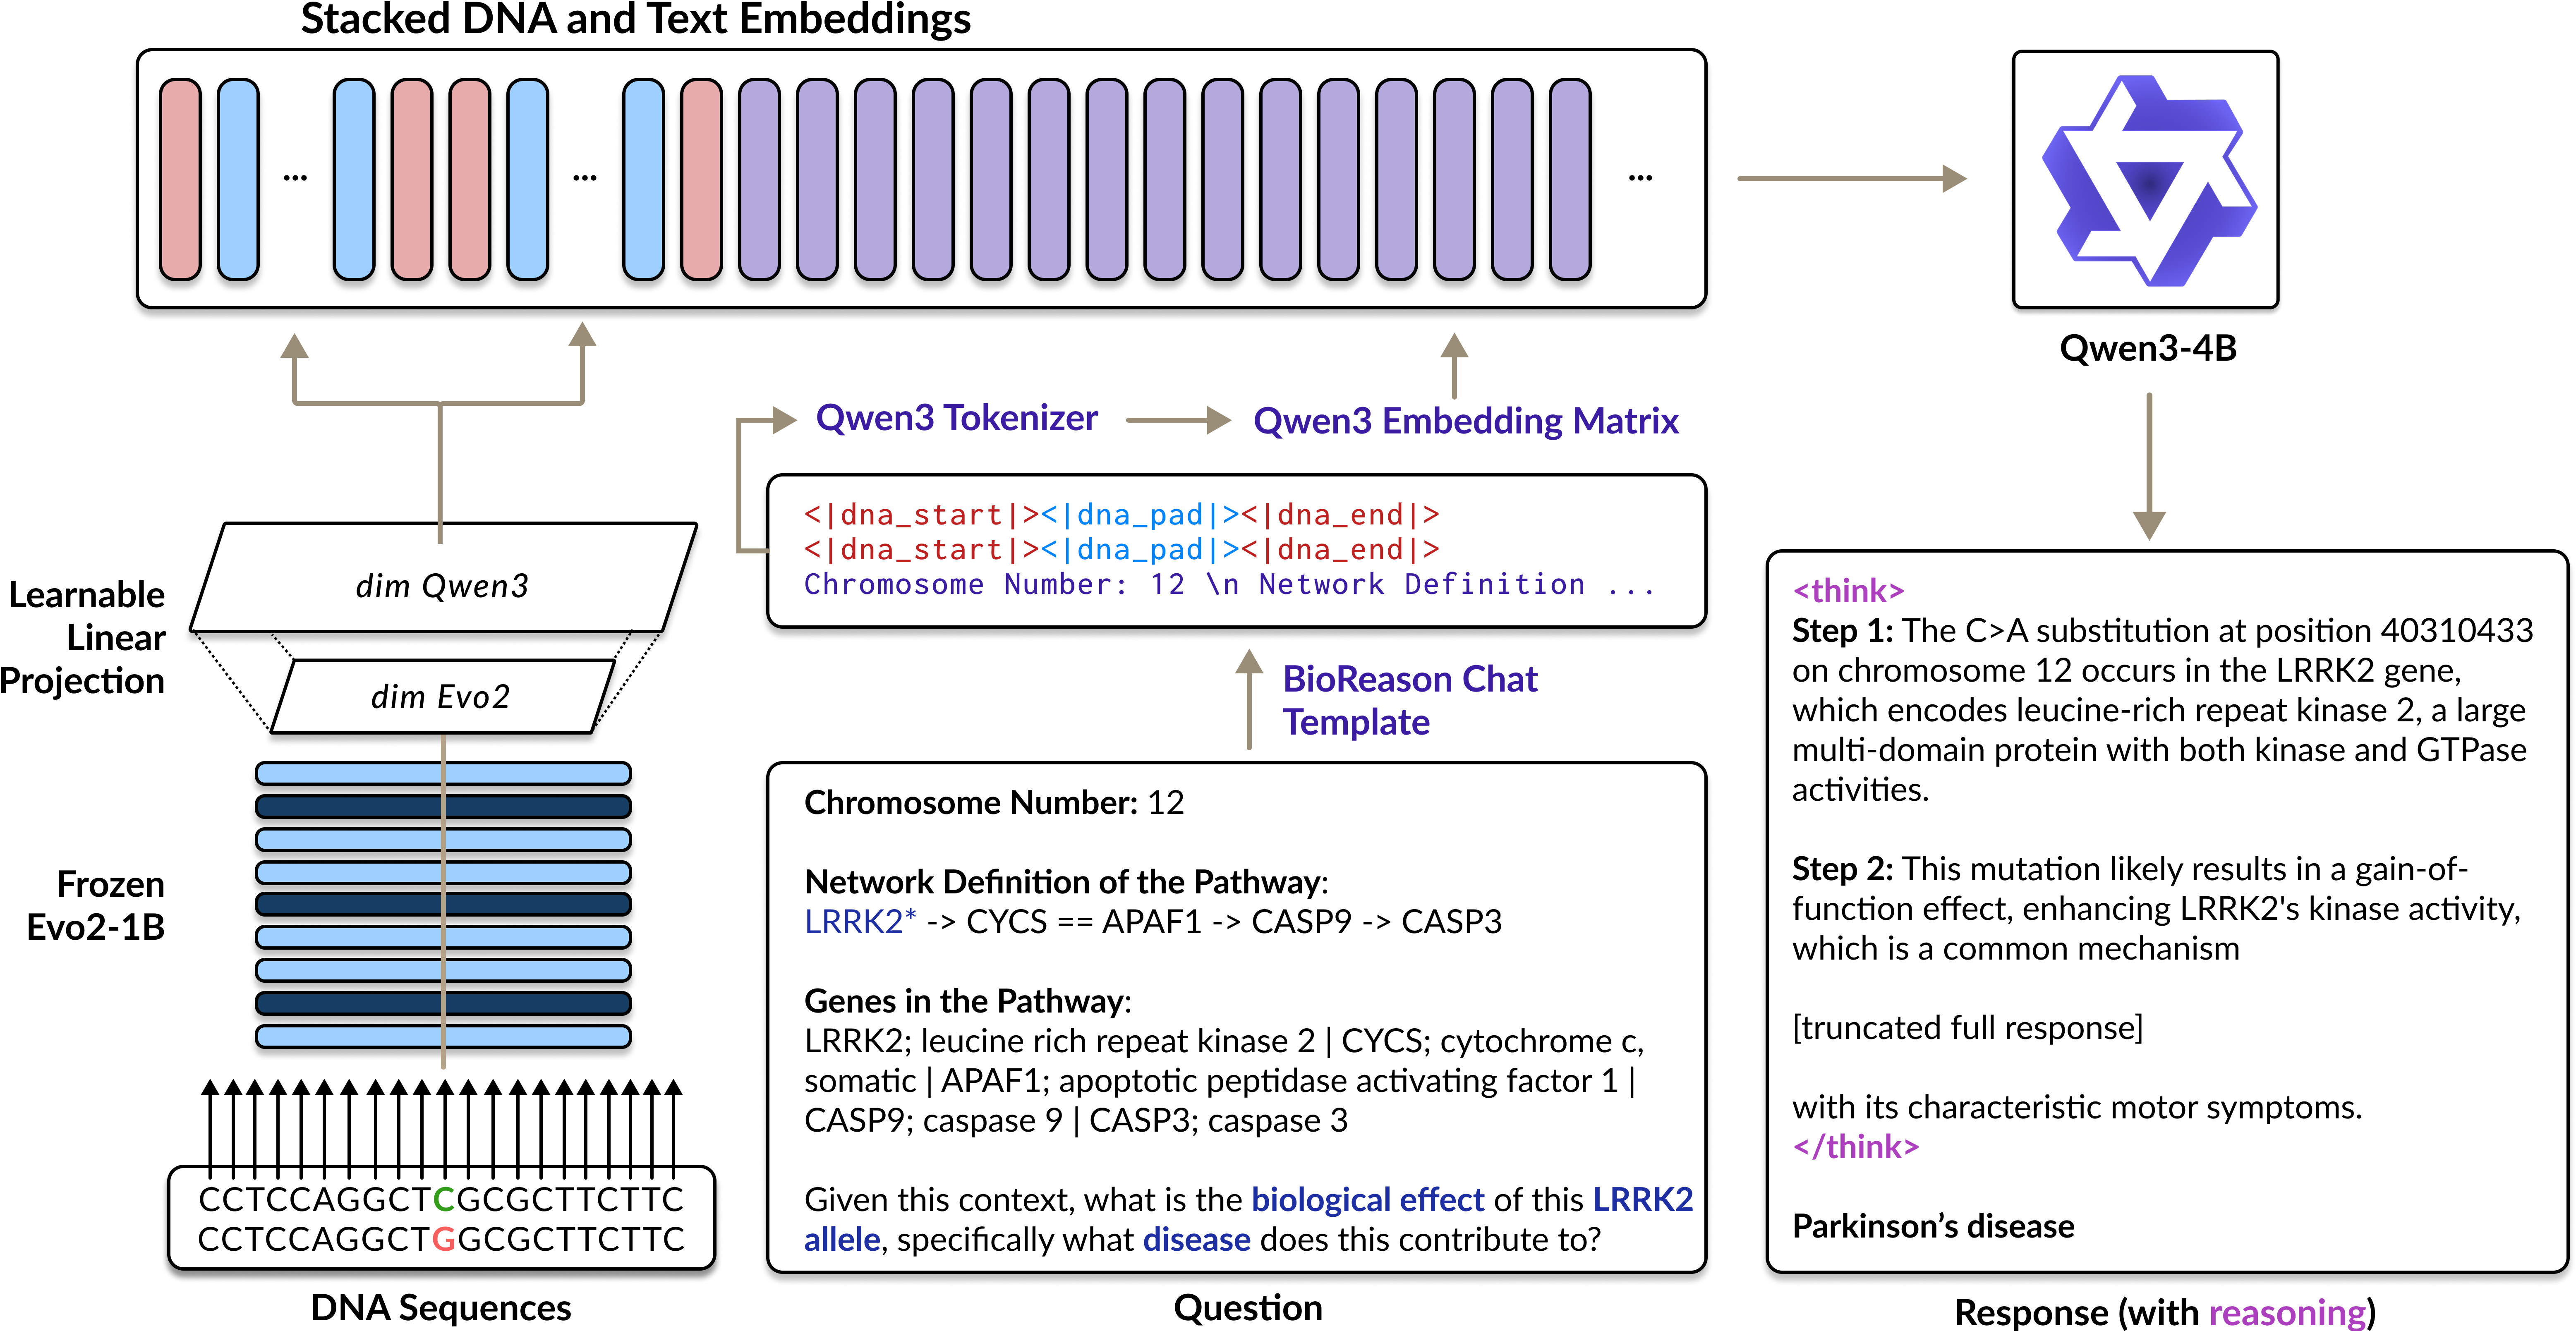 Stacked DNA and Text Embeddings
...
...
...
Qwen3-4B
Qwen3 Tokenizer
Qwen3 Embedding Matrix
<|dna_start|><|dna_pad|><|dna_end|>
<|dna_start|><|dna_pad|><|dna_end|>
Chromosome Number: 12 \n Network Definition ...
BioReason Chat
Template
Learnable
Linear
Projection
dim Qwen3
dim Evo2
Frozen
Evo2-1B
CCTCCAGGCTCGCGCTTCTTC
CCTCCAGGCTGGCGCTTCTTC
DNA Sequences
Chromosome Number: 12
Network Definition of the Pathway:
LRRK2* -> CYCS == APAF1 -> CASP9 -> CASP3
Genes in the Pathway:
LRRK2; leucine rich repeat kinase 2 | CYCS; cytochrome c,
somatic | APAF1; apoptotic peptidase activating factor 1 |
CASP9; caspase 9 | CASP3; caspase 3
Given this context, what is the biological effect of this LRRK2
allele, specifically what disease does this contribute to?
Question
<think>
Step 1: The C>A substitution at position 40310433
on chromosome 12 occurs in the LRRK2 gene,
which encodes leucine-rich repeat kinase 2, a large
multi-domain protein with both kinase and GTPase
activities.
Step 2: This mutation likely results in a gain-of-
function effect, enhancing LRRK2's kinase activity,
which is a common mechanism
[truncated full response]
with its characteristic motor symptoms.
</think>
Parkinson’s disease
Response (with reasoning)